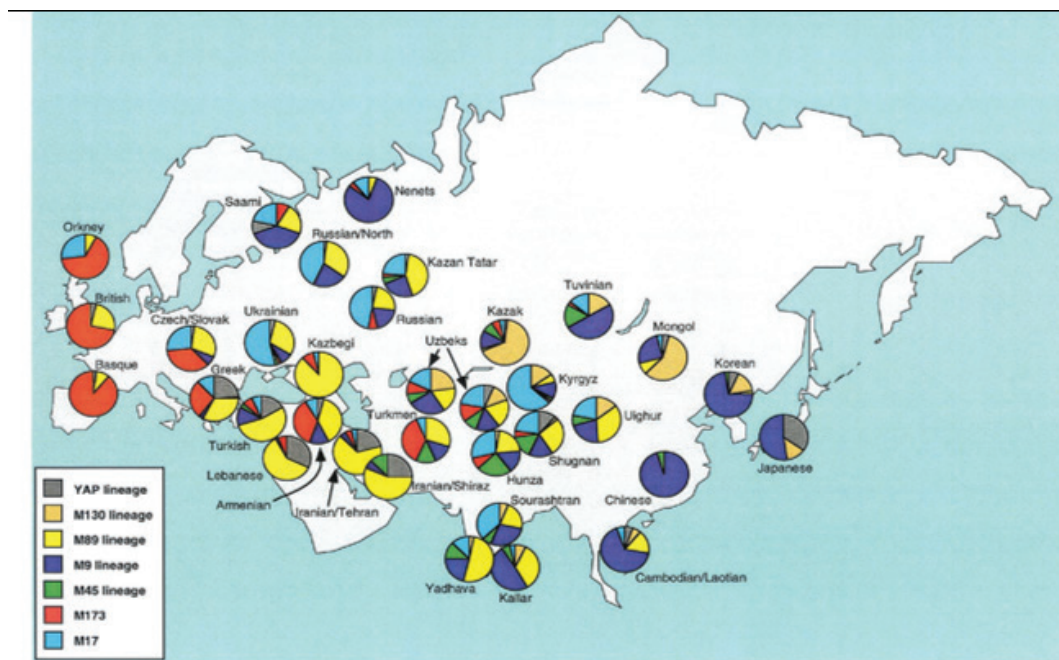 Nenets
Saami
Orkney
Russian/North
Kazan Tatar
Tuvinian
British
Ukrainian
Czech/Slovak
Kazbegi
Russian
Kazak
Uzbeks
Mongol
Korean
Basque
Greek
Kyrgyz
Turkmen
Uighur
Japanese
Turkish
Shugnan
Lebanese
Iranian/Shiraz
Hunza
Armenian
Iranian/Tehran
Sourashtran
Chinese
Yadhava
Kallar
Cambodian/Laotian
YAP lineage
M130 lineage
M89 lineage
M9 lineage
M45 lineage
M173
M17